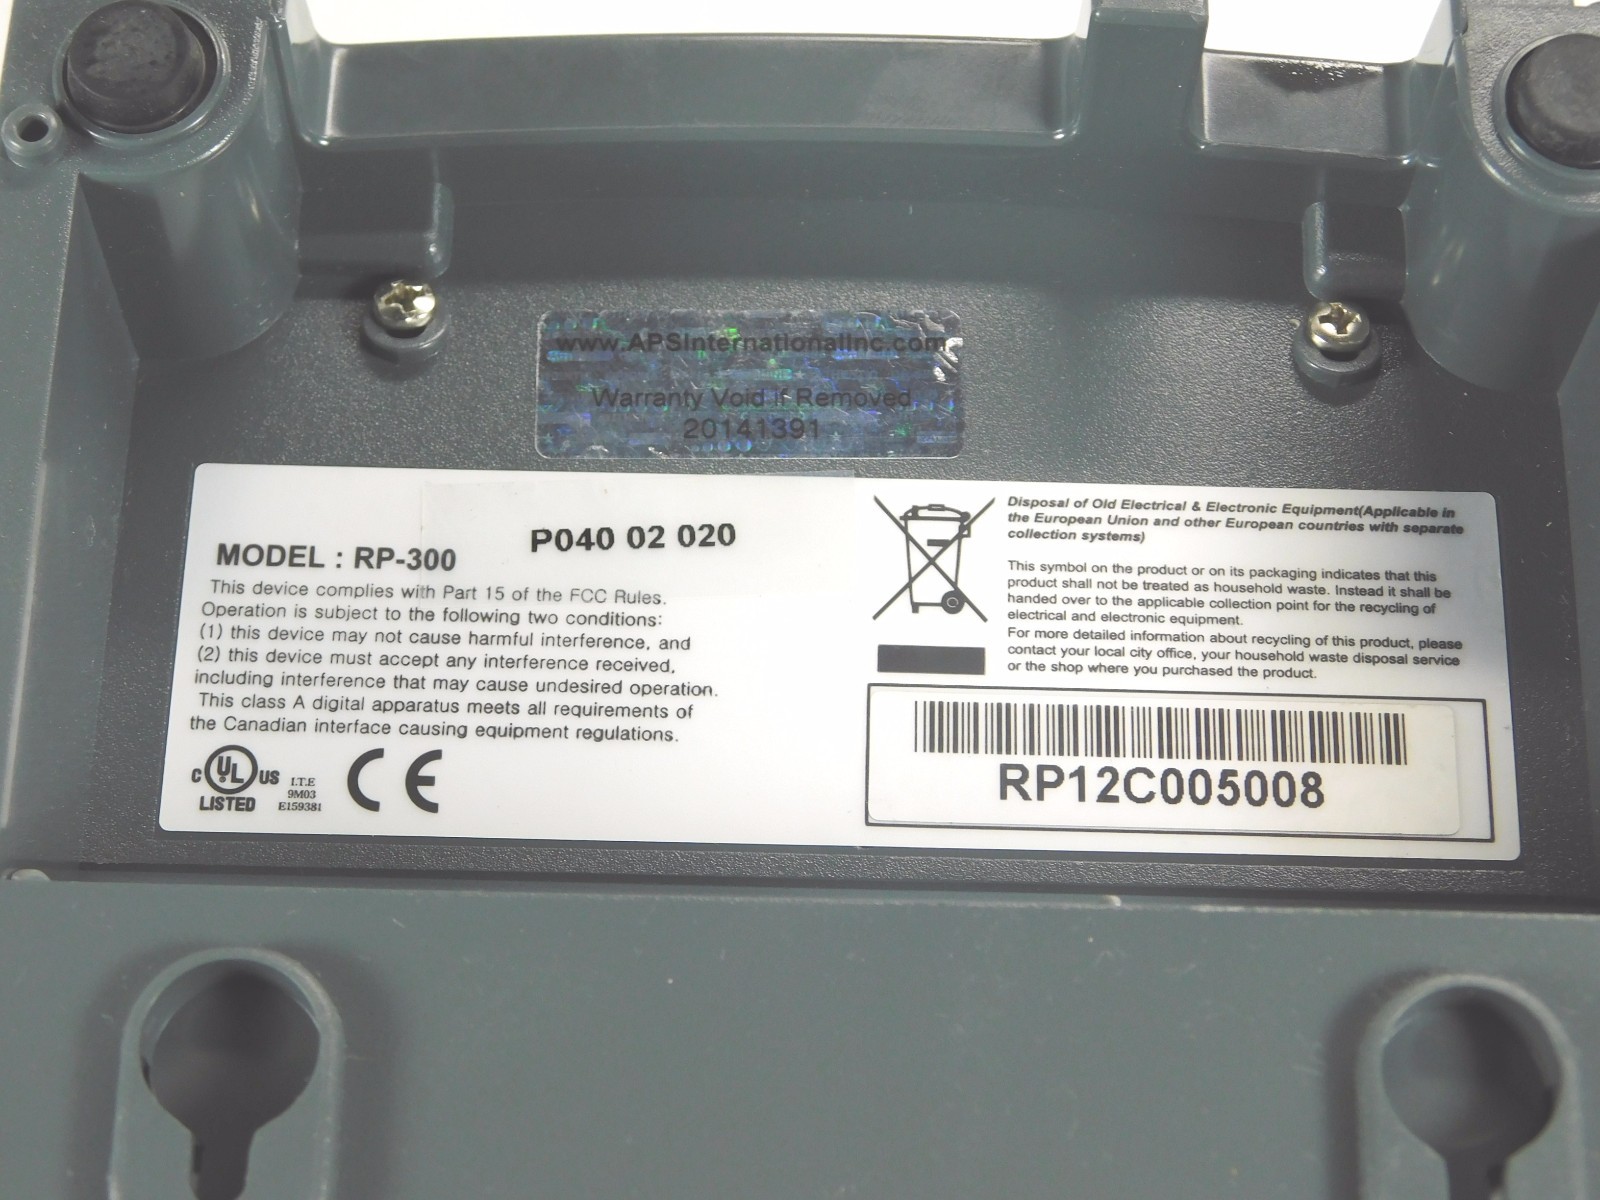 www.APSInternationalInc.com
Warranty Void if Removed
20141391
MODEL : RP-300
P040 02 020
This device complies with Part 15 of the FCC Rules.
Operation is subject to the following two conditions:
(1) this device may not cause harmful interference, and
(2) this device must accept any interference received,
including interference that may cause undesired operation.
This class A digital apparatus meets all requirements of
the Canadian interface causing equipment regulations.
C UL US
LISTED
I.T.E
9M03
E159381
CE
Disposal of Old Electrical & Electronic Equipment(Applicable in
the European Union and other European countries with separate
collection systems)
This symbol on the product or on its packaging indicates that this
product shall not be treated as household waste. Instead it shall be
handed over to the applicable collection point for the recycling of
electrical and electronic equipment.
For more detailed information about recycling of this product, please
contact your local city office, your household waste disposal service
or the shop where you purchased the product.
RP12C005008